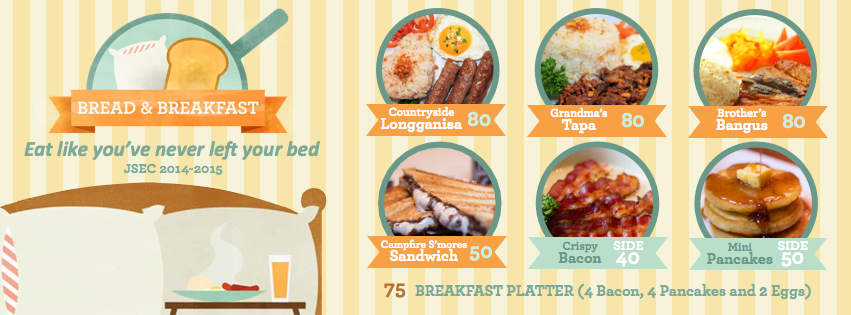 BREAD & BREAKFAST
Eat like you've never left your bed
JSEC 2014-2015
Countryside
Longganisa 80
Grandma's
Tapa 80
Brother's
Bangus 80
Campfire S'mores
Sandwich 50
Crispy
Bacon
SIDE
40
Mini
Pancakes
SIDE
50
75 BREAKFAST PLATTER (4 Bacon, 4 Pancakes and 2 Eggs)